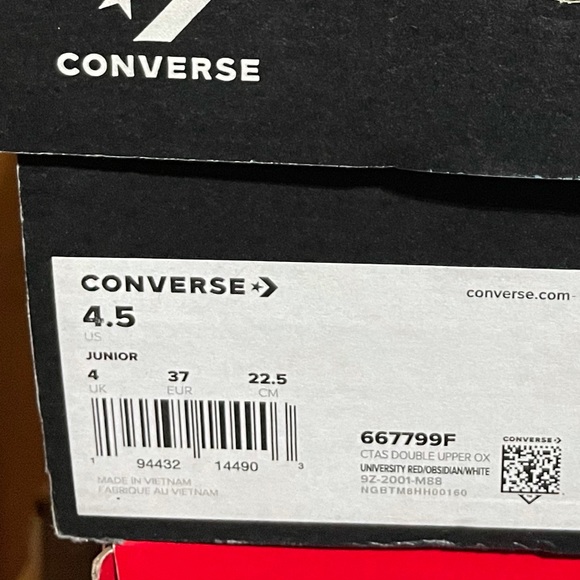 CONVERSE
CONVERSE
converse.com
4.5
US
JUNIOR
4 37 22.5
UK EUR CM
1 94432 14490 3
MADE IN VIETNAM
FABRIQUE AU VIETNAM
667799F
CTAS DOUBLE UPPER OX
UNIVERSITY RED/OBSIDIAN/WHITE
9Z-2001-M88
NGBTM8HH00160
CONVERSE